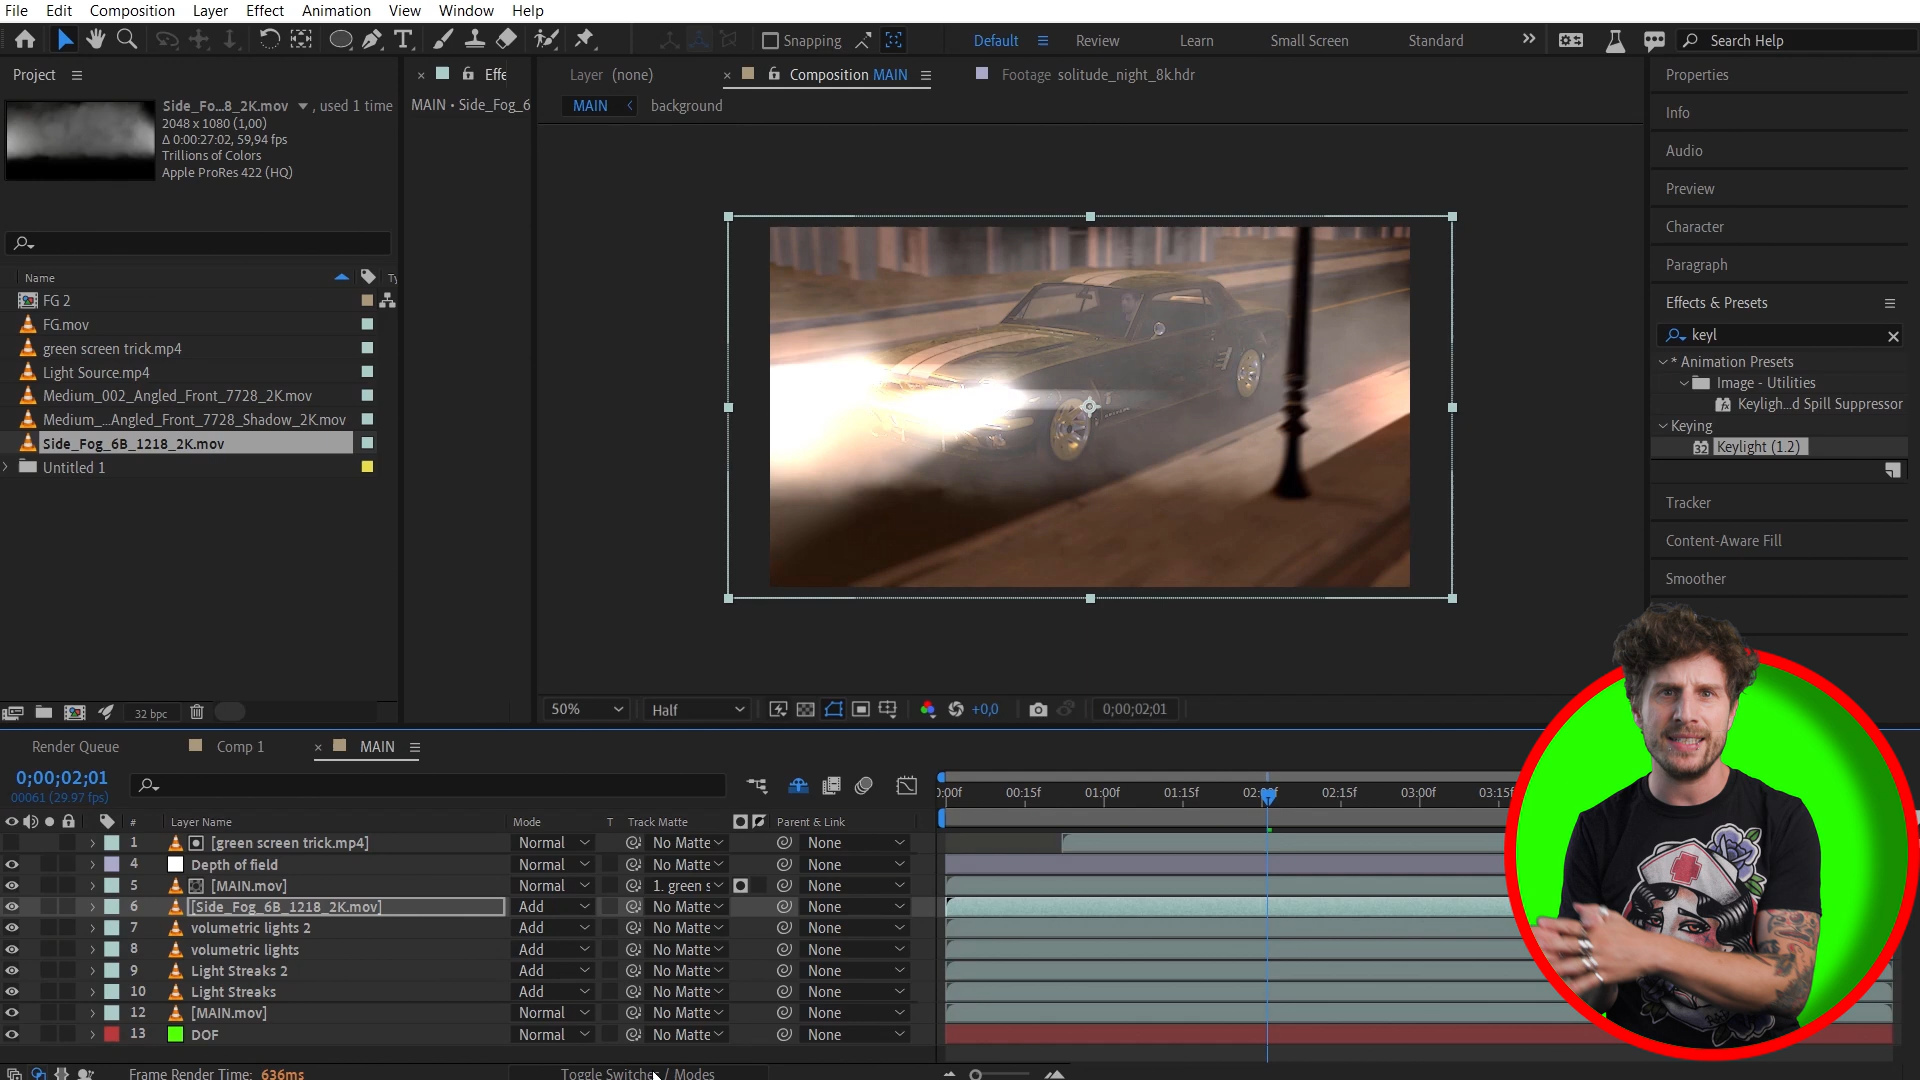 File Edit Composition Layer Effect Animation View Window Help
Snapping Default Review Learn Small Screen Standard Search Help
Project
Effe
Layer (none) Composition MAIN Footage solitude_night_8k.hdr
Properties
Side_Fo...8_2K.mov , used 1 time
2048 x 1080 (1,00)
Δ 0:00:27:02, 59,94 fps
Trillions of Colors
Apple ProRes 422 (HQ)
MAIN • Side_Fog_6
MAIN background
Info
Audio
Preview
Character
Paragraph
Effects & Presets
keyl
* Animation Presets
Image - Utilities
Keyligh...d Spill Suppressor
Keying
32 Keylight (1.2)
Tracker
Content-Aware Fill
Smoother
Name Ty
FG 2
FG.mov
green screen trick.mp4
Light Source.mp4
Medium_002_Angled_Front_7728_2K.mov
Medium_...Angled_Front_7728_Shadow_2K.mov
Side_Fog_6B_1218_2K.mov
Untitled 1
32 bpc
50% Half +0,0 0;00;02;01
Render Queue Comp 1 MAIN
0;00;02;01
00061 (29.97 fps)
0:00f 00:15f 01:00f 01:15f 02:00f 02:15f 03:00f 03:15f
# Layer Name Mode T Track Matte Parent & Link
1 [green screen trick.mp4] Normal No Matte None
4 Depth of field Normal No Matte None
5 [MAIN.mov] Normal 1. green s None
6 [Side_Fog_6B_1218_2K.mov] Add No Matte None
7 volumetric lights 2 Add No Matte None
8 volumetric lights Add No Matte None
9 Light Streaks 2 Add No Matte None
10 Light Streaks Add No Matte None
12 [MAIN.mov] Normal No Matte None
13 DOF Normal No Matte None
Frame Render Time: 636ms Toggle Switches / Modes